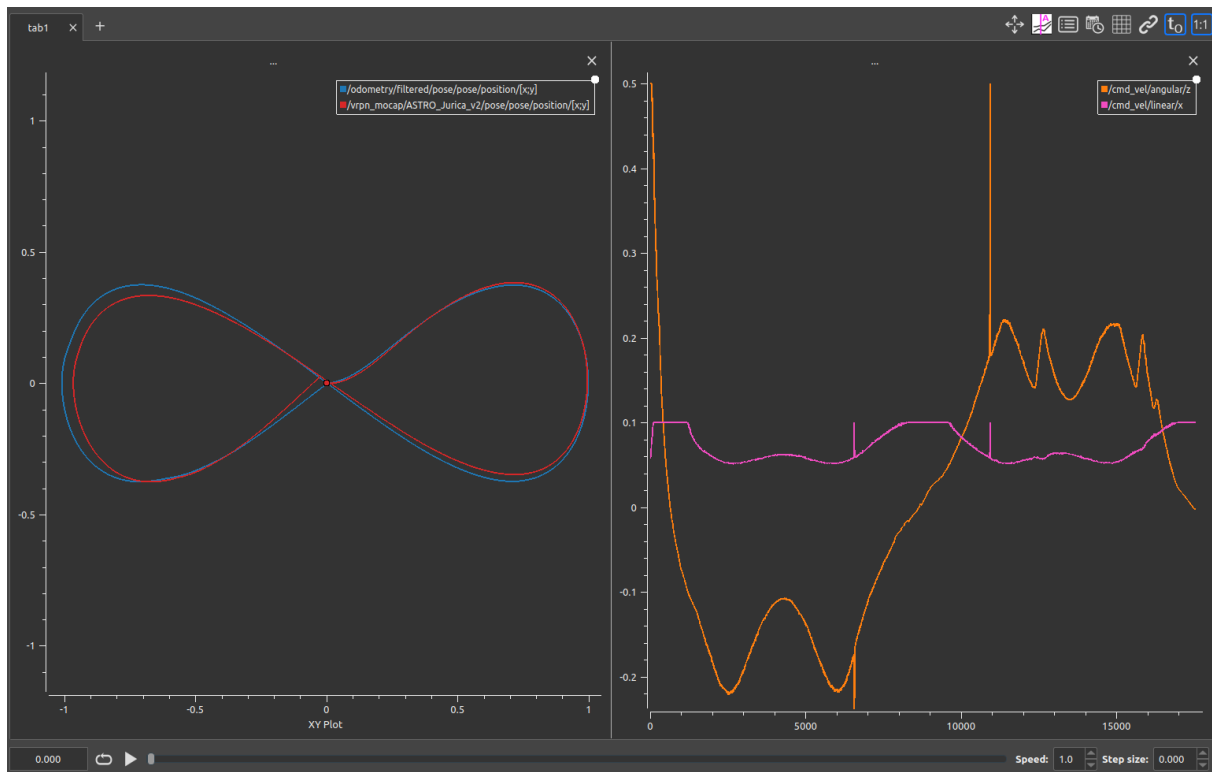 tab1
A
t₀
1:1
...
/odometry/filtered/pose/pose/position/[x;y]
/vrpn_mocap/ASTRO_Jurica_v2/pose/pose/position/[x;y]
1
0.5
0
-0.5
-1
-1
-0.5
0
0.5
1
XY Plot
...
/cmd_vel/angular/z
/cmd_vel/linear/x
0.5
0.4
0.3
0.2
0.1
0
-0.1
-0.2
0
5000
10000
15000
0.000
Speed: 1.0
Step size: 0.000